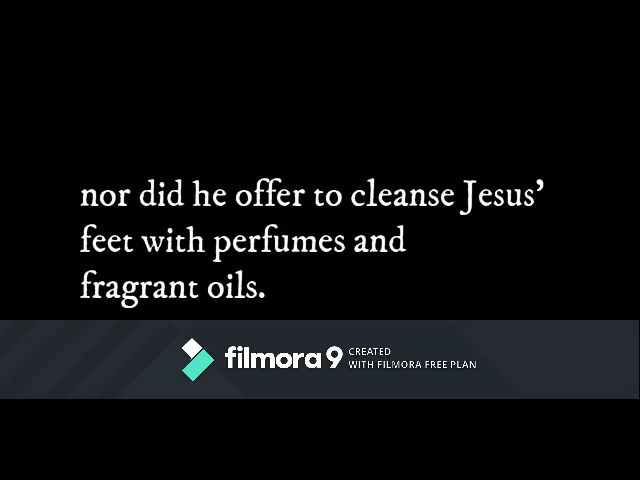 nor did he offer to cleanse Jesus’
feet with perfumes and
fragrant oils.
filmora 9 CREATED
WITH FILMORA FREE PLAN